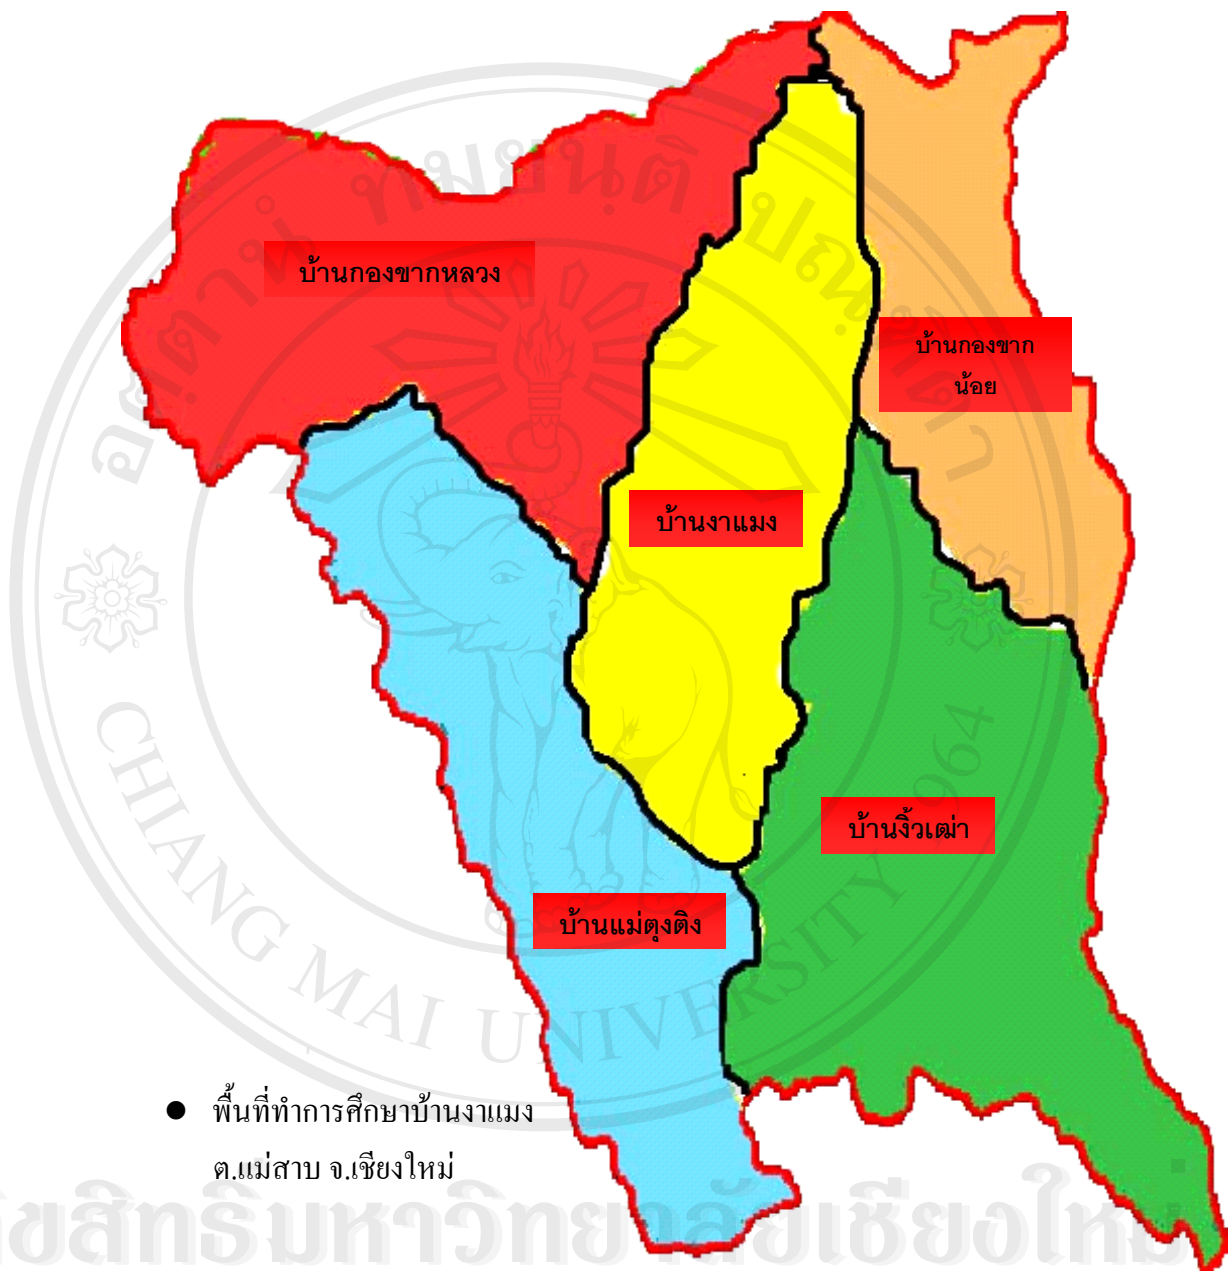 บ้านกองขากหลวง
บ้านกองขาก
น้อย
บ้านงาแมง
บ้านงิ้วเฒ่า
บ้านแม่ตุงติง
● พื้นที่ทำการศึกษาบ้านงาแมง
ต.แม่สาบ จ.เชียงใหม่
CHIANG MAI UNIVERSITY 1964
สิทธิมหาวิทยาลัยเชียงใหม่